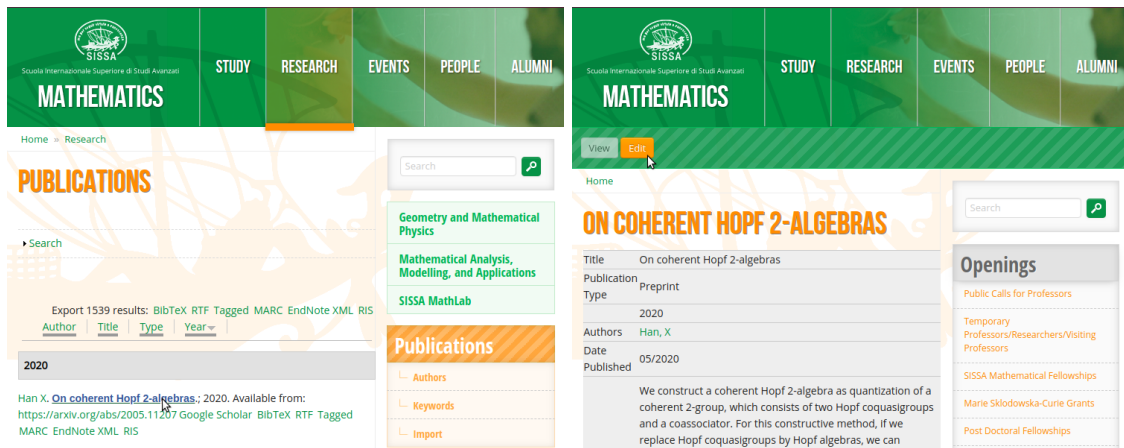 SISSA
Scuola Internazionale Superiore di Studi Avanzati
MATHEMATICS
STUDY
RESEARCH
EVENTS
PEOPLE
ALUMNI
Home » Research
PUBLICATIONS
Search
Export 1539 results: BibTeX RTF Tagged MARC EndNote XML RIS
Author Title Type Year
2020
Han X. On coherent Hopf 2-algebras.; 2020. Available from:
https://arxiv.org/abs/2005.11207 Google Scholar BibTeX RTF Tagged
MARC EndNote XML RIS
Search
Geometry and Mathematical
Physics
Mathematical Analysis,
Modelling, and Applications
SISSA MathLab
Publications
Authors
Keywords
Import
SISSA
Scuola Internazionale Superiore di Studi Avanzati
MATHEMATICS
STUDY
RESEARCH
EVENTS
PEOPLE
ALUMNI
View
Edit
Home
ON COHERENT HOPF 2-ALGEBRAS
Title On coherent Hopf 2-algebras
Publication
Type
Preprint
2020
Authors Han, X
Date
Published
05/2020
We construct a coherent Hopf 2-algebra as quantization of a
coherent 2-group, which consists of two Hopf coquasigroups
and a coassociator. For this constructive method, If we
replace Hopf coquasigroups by Hopf algebras, we can
Search
Openings
Public Calls for Professors
Temporary
Professors/Researchers/Visiting
Professors
SISSA Mathematical Fellowships
Marie Sklodowska-Curie Grants
Post Doctoral Fellowships